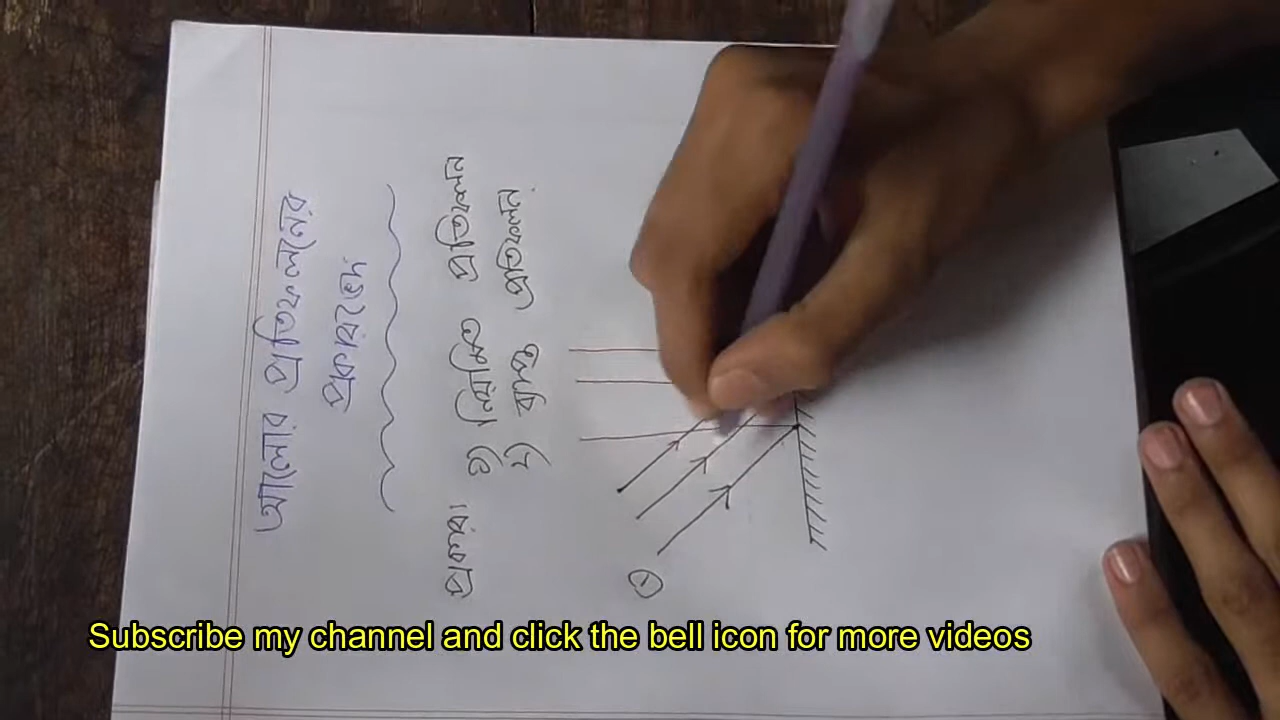 আলোর প্রতিফলনের
প্রকারভেদ
প্রকার। ১) নিয়মিত প্রতিফলন
২) ব্যাপ্ত প্রতিফলন.
①
Subscribe my channel and click the bell icon for more videos